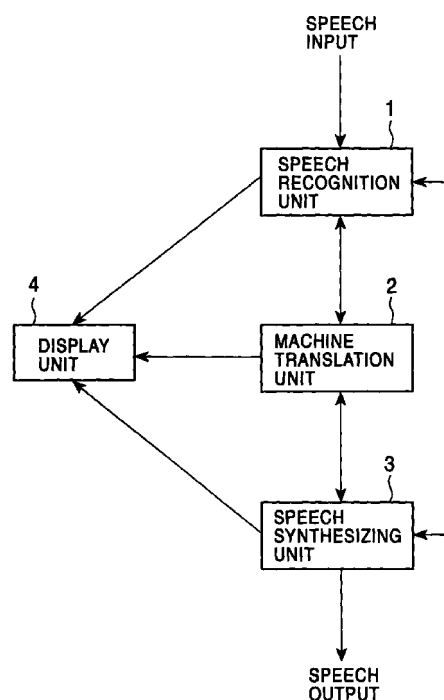 SPEECH
INPUT
1
SPEECH
RECOGNITION
UNIT
4
DISPLAY
UNIT
2
MACHINE
TRANSLATION
UNIT
3
SPEECH
SYNTHESIZING
UNIT
SPEECH
OUTPUT